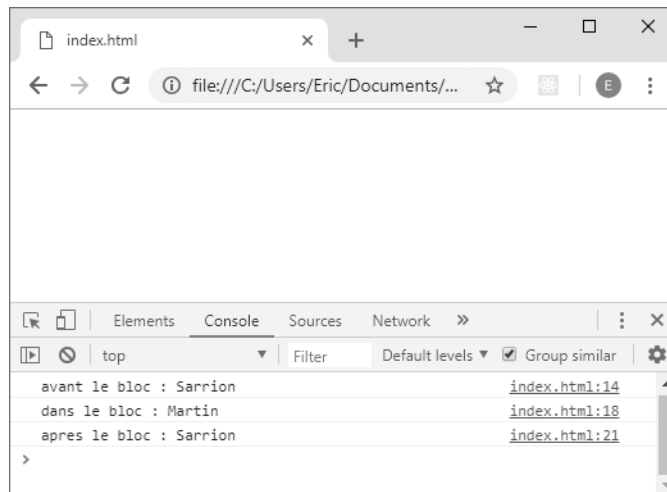 index.html
file:///C:/Users/Eric/Documents/...
E
Elements Console Sources Network »
top Filter Default levels Group similar
avant le bloc : Sarrion index.html:14
dans le bloc : Martin index.html:18
apres le bloc : Sarrion index.html:21
>